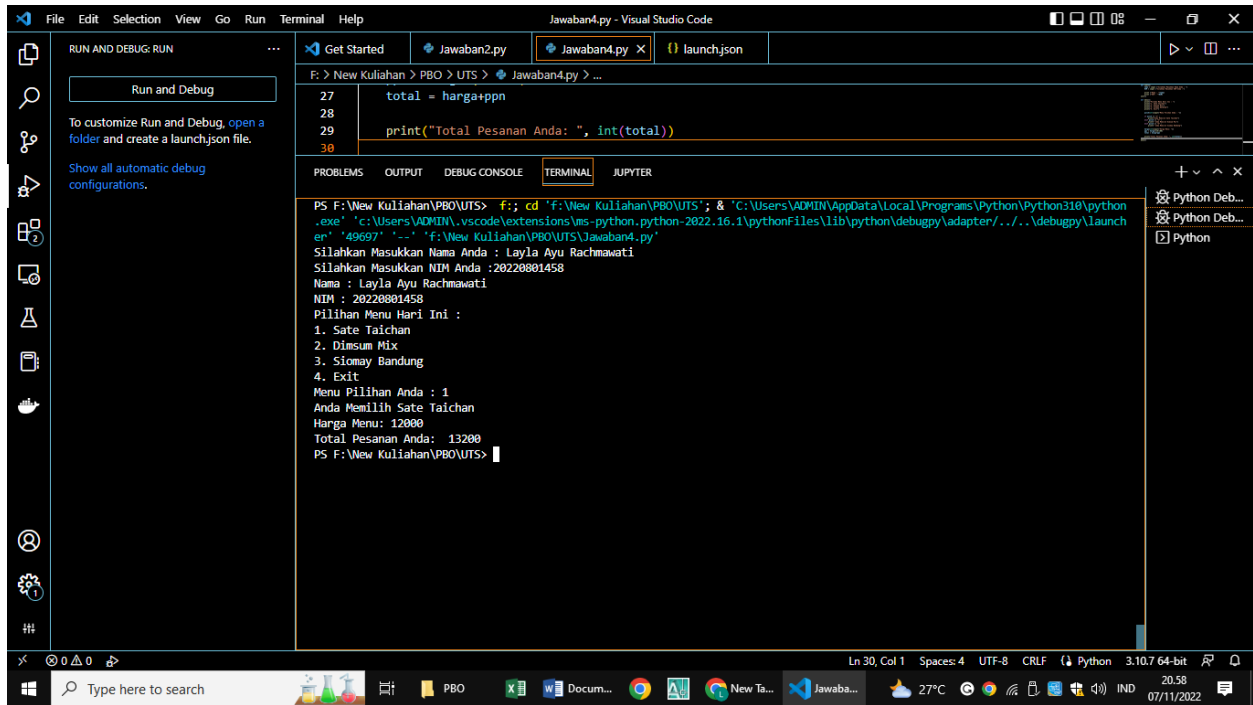 File Edit Selection View Go Run Terminal Help
Jawaban4.py - Visual Studio Code
RUN AND DEBUG: RUN ...
Run and Debug
To customize Run and Debug, open a
folder and create a launch.json file.
Show all automatic debug
configurations.
Get Started
Jawaban2.py
Jawaban4.py
launch.json
F: > New Kuliahan > PBO > UTS > Jawaban4.py > ...
27 total = harga+ppn
28
29 print("Total Pesanan Anda: ", int(total))
30
PROBLEMS OUTPUT DEBUG CONSOLE TERMINAL JUPYTER
PS F:\New Kuliahan\PBO\UTS> f:; cd 'f:\New Kuliahan\PBO\UTS'; & 'C:\Users\ADMIN\AppData\Local\Programs\Python\Python310\python
.exe' 'c:\Users\ADMIN\.vscode\extensions\ms-python.python-2022.16.1\pythonFiles\lib\python\debugpy\adapter/../..\debugpy\launch
er' '49697' '--' 'f:\New Kuliahan\PBO\UTS\Jawaban4.py'
Silahkan Masukkan Nama Anda : Layla Ayu Rachmawati
Silahkan Masukkan NIM Anda :20220801458
Nama : Layla Ayu Rachmawati
NIM : 20220801458
Pilihan Menu Hari Ini :
1. Sate Taichan
2. Dimsum Mix
3. Siomay Bandung
4. Exit
Menu Pilihan Anda : 1
Anda Memilih Sate Taichan
Harga Menu: 12000
Total Pesanan Anda:  13200
PS F:\New Kuliahan\PBO\UTS>
Python Deb...
Python Deb...
Python
2
1
0 0
Ln 30, Col 1 Spaces: 4 UTF-8 CRLF Python 3.10.7 64-bit
Type here to search
PBO
Docum...
New Ta...
Jawaba...
27°C
IND
20.58
07/11/2022